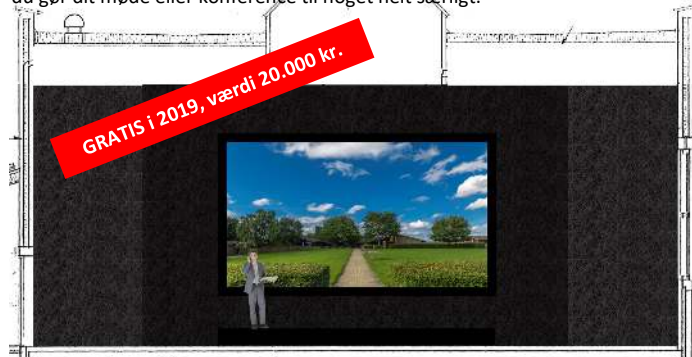 du gør dit møde eller konference til noget helt særligt.
GRATIS i 2019, værdi 20.000 kr.